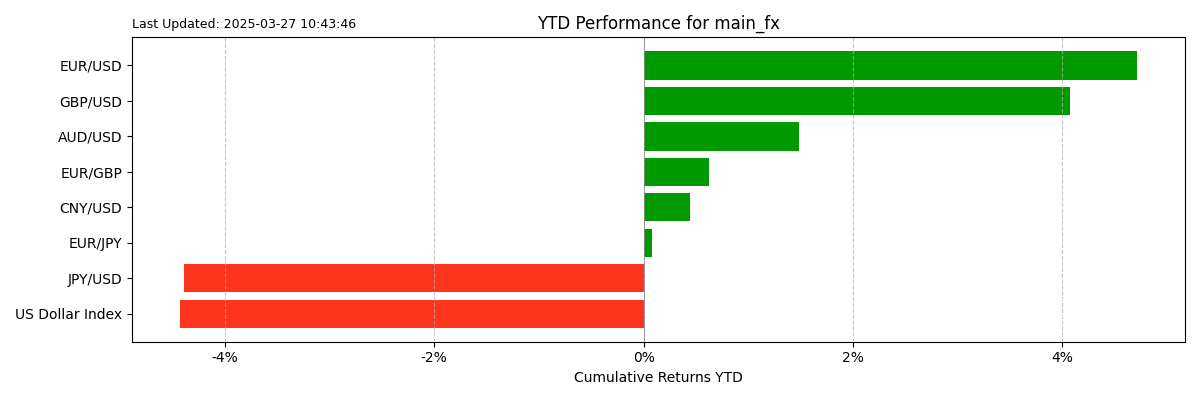 Last Updated: 2025-03-27 10:43:46
YTD Performance for main_fx
EUR/USD
GBP/USD
AUD/USD
EUR/GBP
CNY/USD
EUR/JPY
JPY/USD
US Dollar Index
-4% -2% 0% 2% 4%
Cumulative Returns YTD